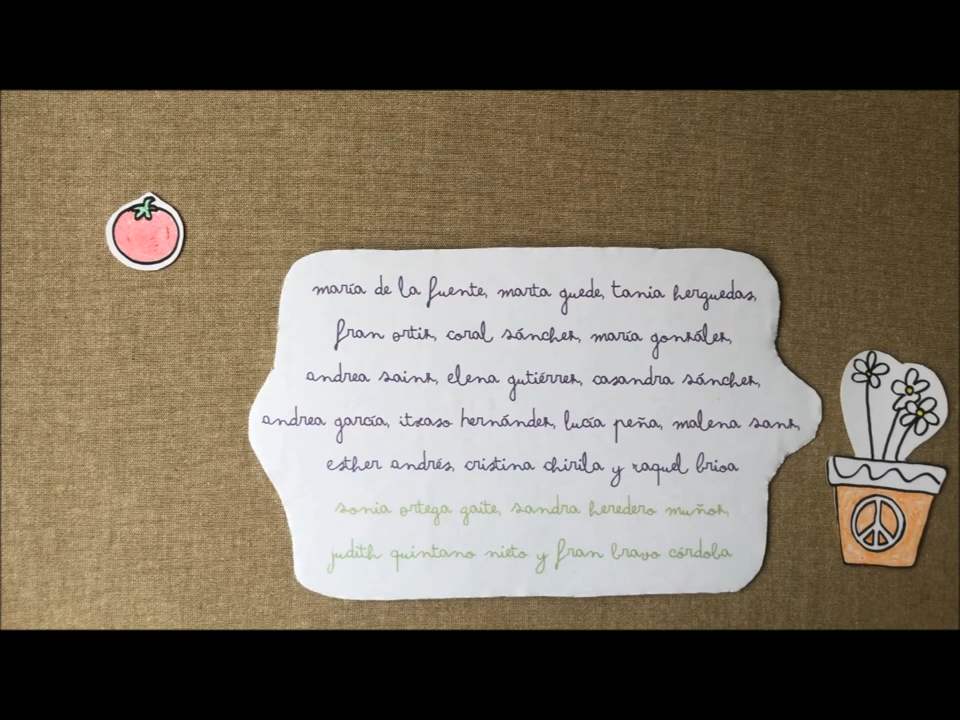 maría de la fuente, marta guede, tania herguedas,
fran ortiz, coral sánchez, maría gonzález,
andrea sainz, elena gutiérrez, casandra sánchez,
andrea garcía, itxaso hernández, lucía peña, malena sanz,
esther andrés, cristina chirila y raquel brioa
sonia ortega gaite, sandra heredero muñoz,
judith quintano nieto y fran bravo córdola